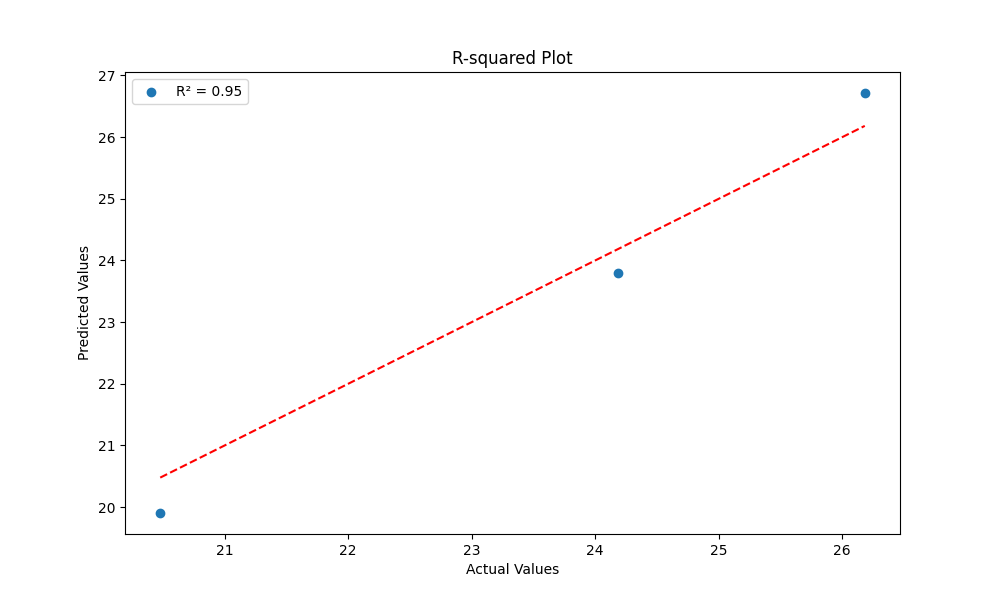 R-squared Plot
R² = 0.95
27
26
25
24
23
22
21
20
Predicted Values
21 22 23 24 25 26
Actual Values